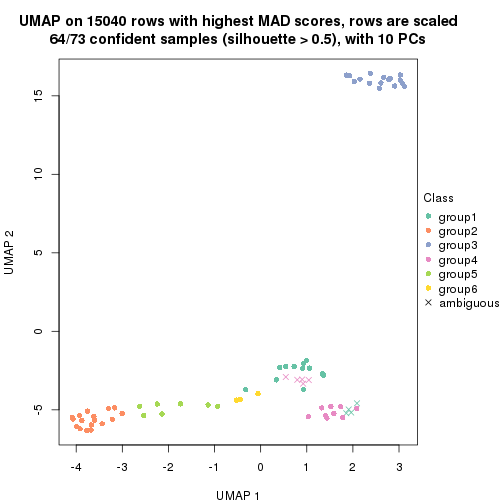 UMAP on 15040 rows with highest MAD scores, rows are scaled
64/73 confident samples (silhouette > 0.5), with 10 PCs
15
10
5
0
-5
UMAP 2
-4
-3
-2
-1
0
1
2
3
UMAP 1
Class
group1
group2
group3
group4
group5
group6
ambiguous